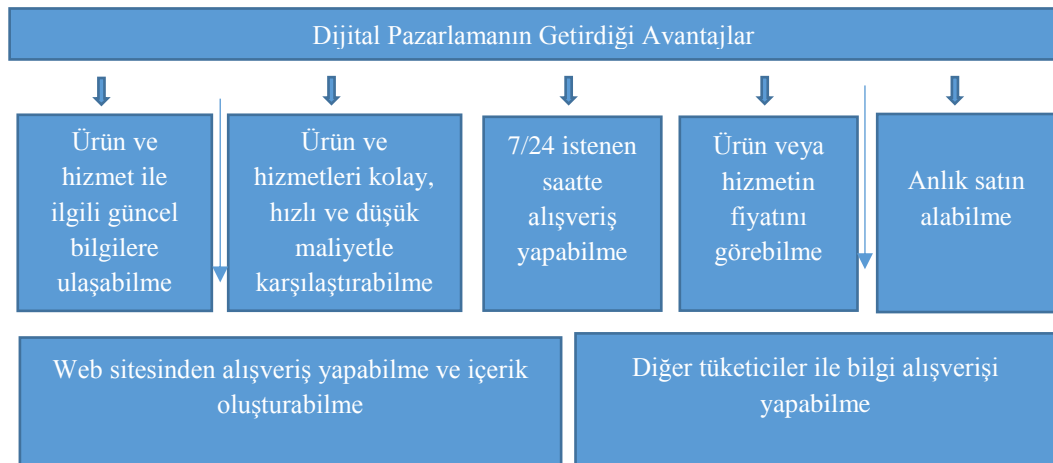 Dijital Pazarlamanın Getirdiği Avantajlar
Ürün ve
hizmet ile
ilgili güncel
bilgilere
ulaşabilme
Ürün ve
hizmetleri kolay,
hızlı ve düşük
maliyetle
karşılaştırabilme
7/24 istenen
saatte
alışveriş
yapabilme
Ürün veya
hizmetin
fiyatını
görebilme
Anlık satın
alabilme
Web sitesinden alışveriş yapabilme ve içerik
oluşturabilme
Diğer tüketiciler ile bilgi alışverişi
yapabilme